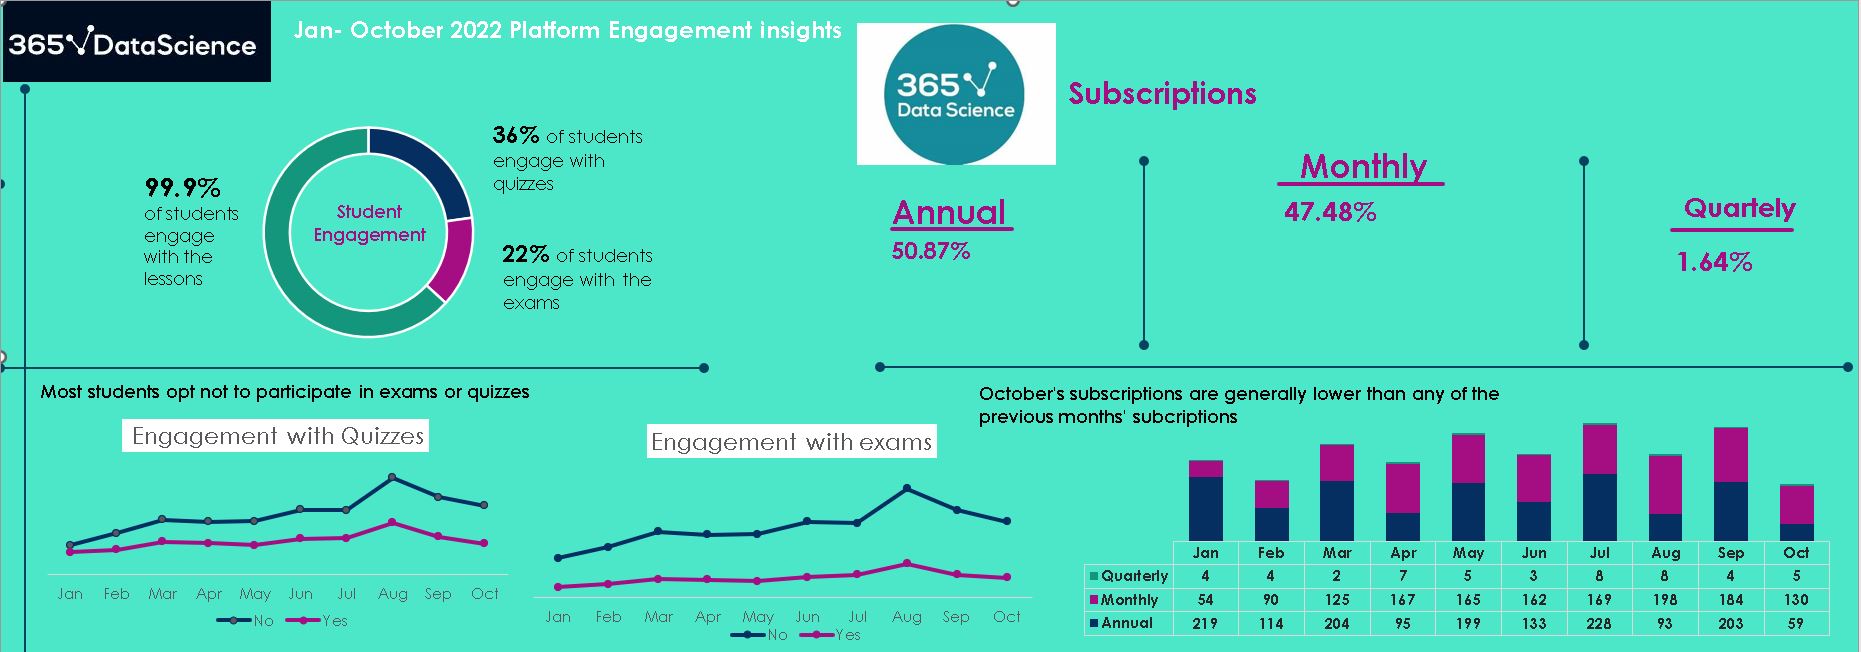 365 DataScience
Jan- October 2022 Platform Engagement insights
365
Data Science
Subscriptions
99.9%
of students
engage
with the
lessons
Student
Engagement
36% of students
engage with
quizzes
22% of students
engage with the
exams
Annual
50.87%
Monthly
47.48%
Quartely
1.64%
Most students opt not to participate in exams or quizzes
Engagement with Quizzes
Jan Feb Mar Apr May Jun Jul Aug Sep Oct
No Yes
Engagement with exams
Jan Feb Mar Apr May Jun Jul Aug Sep Oct
No Yes
October's subscriptions are generally lower than any of the
previous months' subcriptions
Jan Feb Mar Apr May Jun Jul Aug Sep Oct
Quarterly 4 4 2 7 5 3 8 8 4 5
Monthly 54 90 125 167 165 162 169 198 184 130
Annual 219 114 204 95 199 133 228 93 203 59